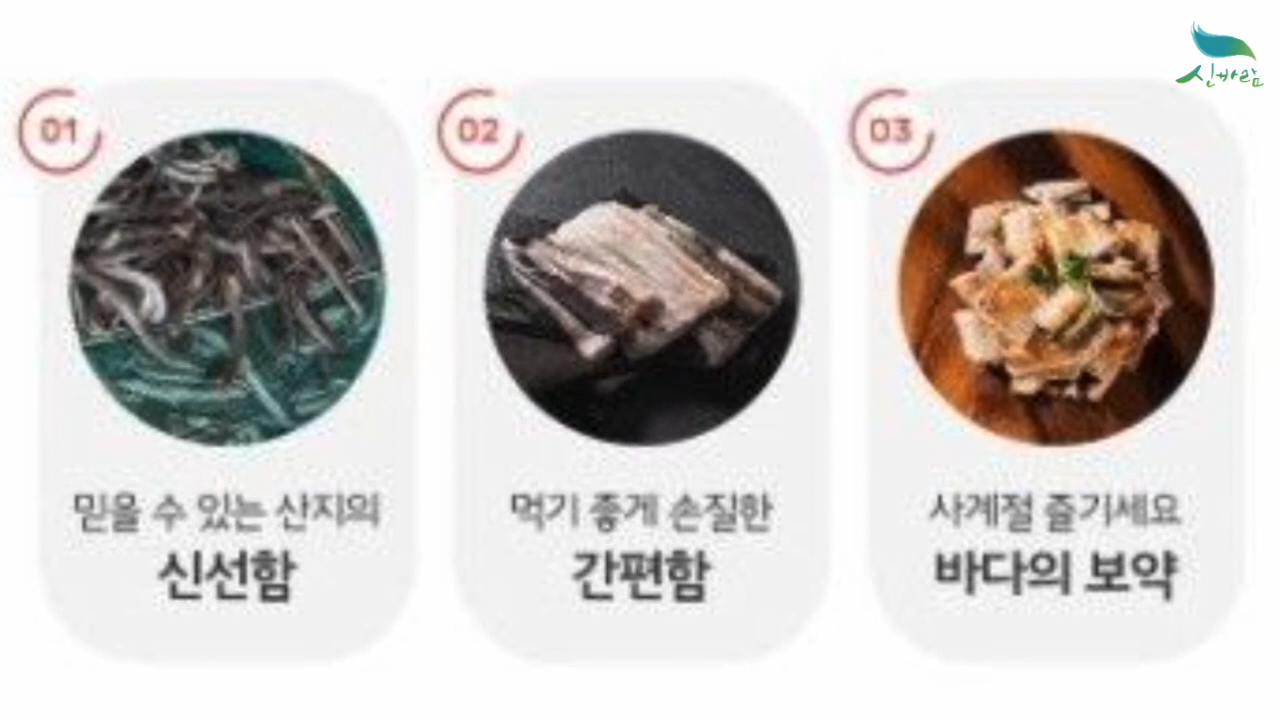 신바람
01
믿을 수 있는 산지의
신선함
02
먹기 좋게 손질한
간편함
03
사계절 즐기세요
바다의 보약